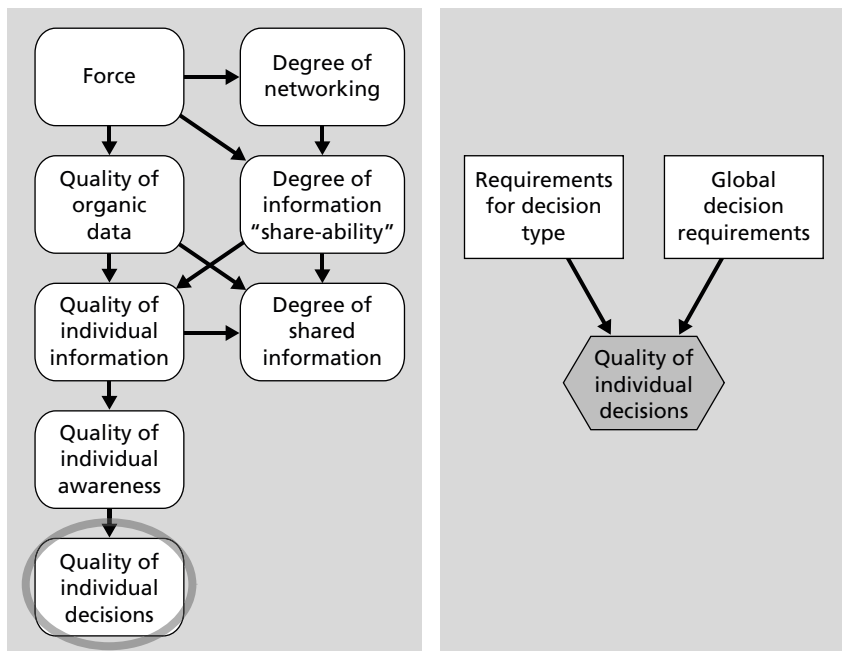 Force
Degree of
networking
Quality of
organic
data
Degree of
information
“share-ability”
Quality of
individual
information
Degree of
shared
information
Quality of
individual
awareness
Quality of
individual
decisions
Requirements
for decision
type
Global
decision
requirements
Quality of
individual
decisions